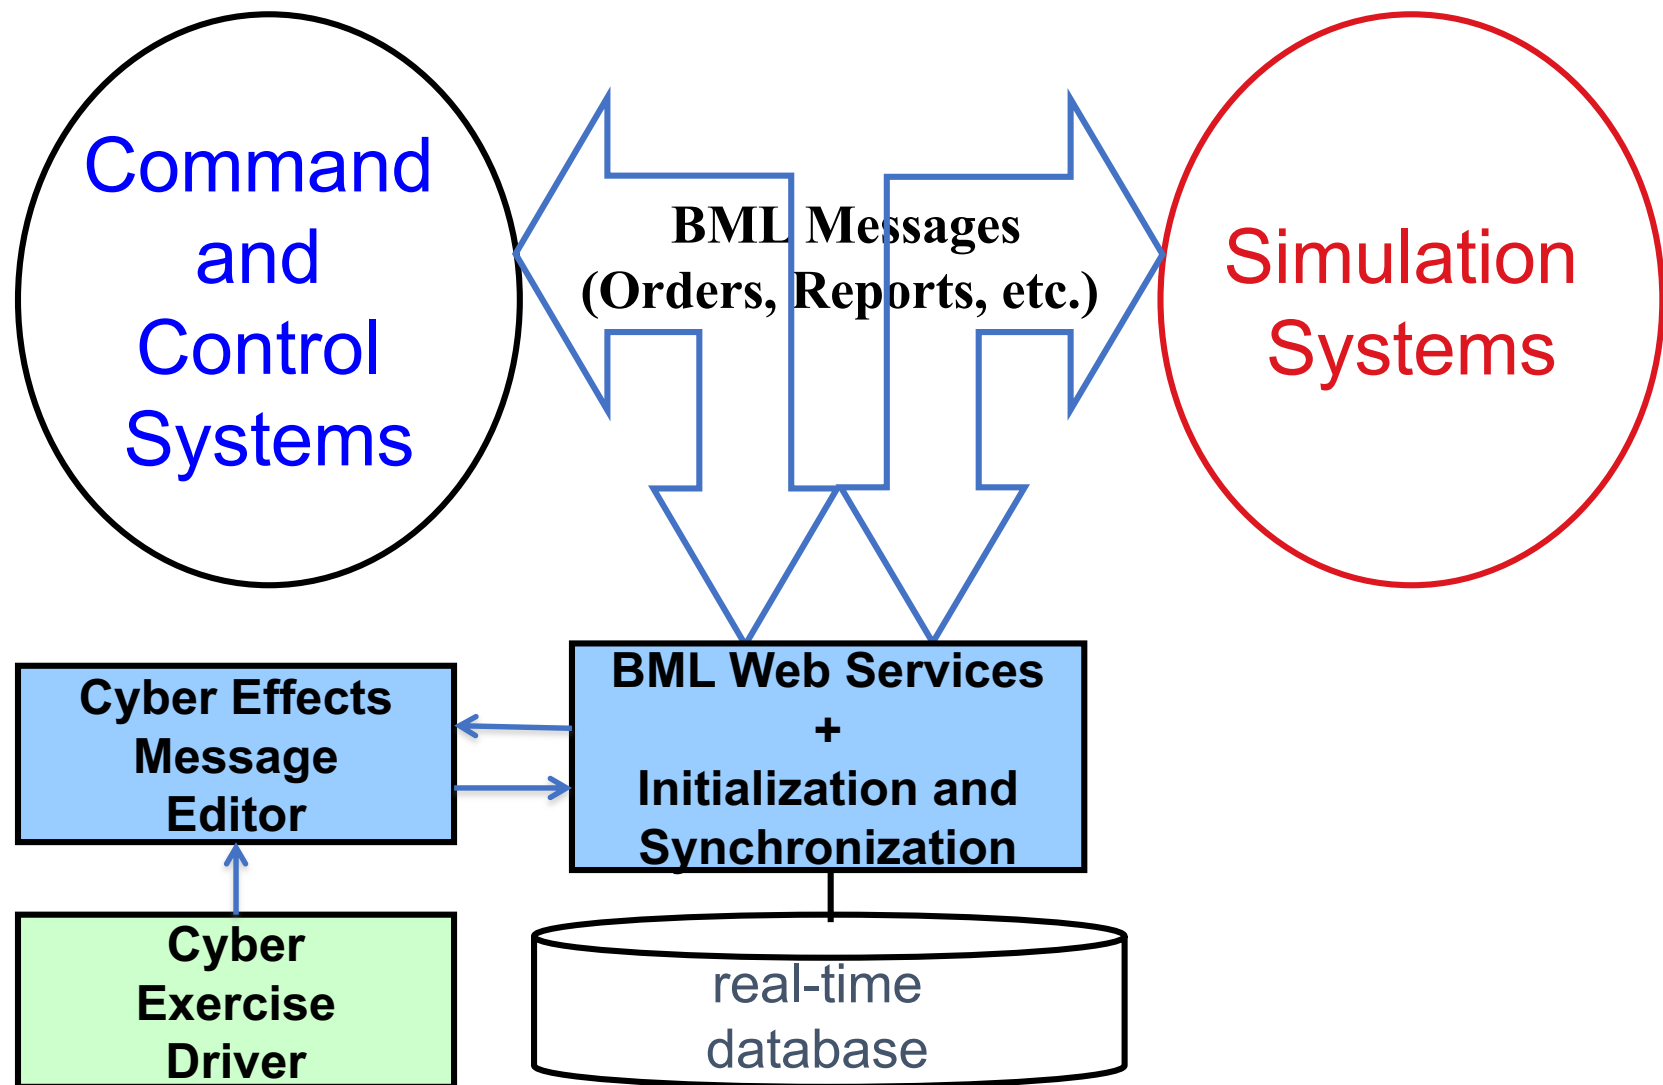 Command
and
Control
Systems
BML Messages
(Orders, Reports, etc.)
Simulation
Systems
BML Web Services
+
Initialization and
Synchronization
Cyber Effects
Message
Editor
Cyber
Exercise
Driver
real-time
database